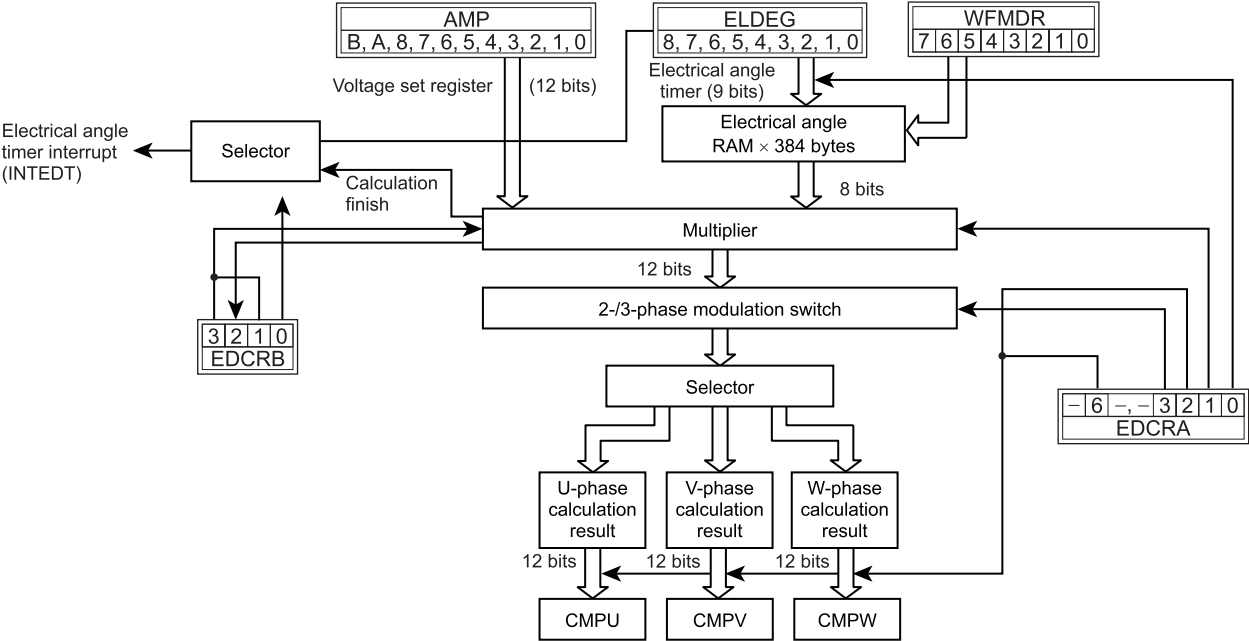 AMP
B, A, 8, 7, 6, 5, 4, 3, 2, 1, 0
ELDEG
8, 7, 6, 5, 4, 3, 2, 1, 0
WFMDR
7 6 5 4 3 2 1 0
Voltage set register
(12 bits)
Electrical angle
timer (9 bits)
Electrical angle
RAM × 384 bytes
Electrical angle
timer interrupt
(INTEDT)
Selector
Calculation
finish
8 bits
Multiplier
12 bits
2-/3-phase modulation switch
3 2 1 0
EDCRB
Selector
– 6 –, – 3 2 1 0
EDCRA
U-phase
calculation
result
V-phase
calculation
result
W-phase
calculation
result
12 bits
12 bits
12 bits
CMPU
CMPV
CMPW